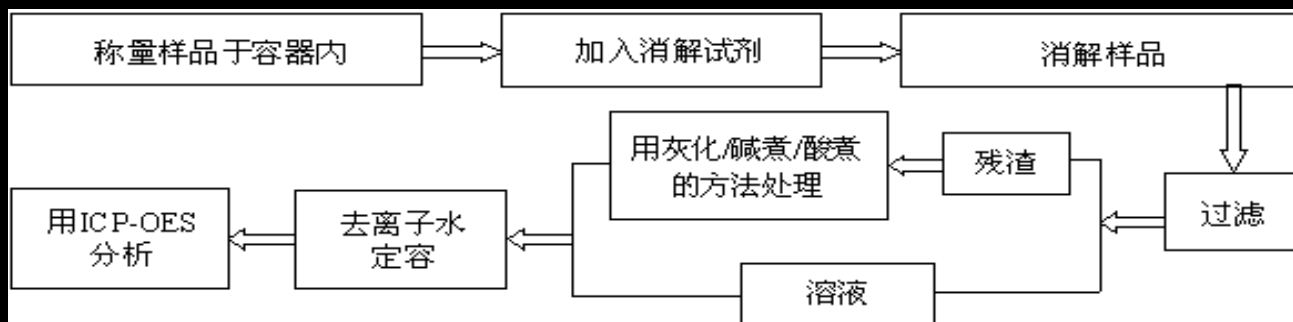 称量样品于容器内
加入消解试剂
消解样品
过滤
残渣
用灰化/碱煮/酸煮
的方法处理
溶液
去离子水
定容
用ICP-OES
分析